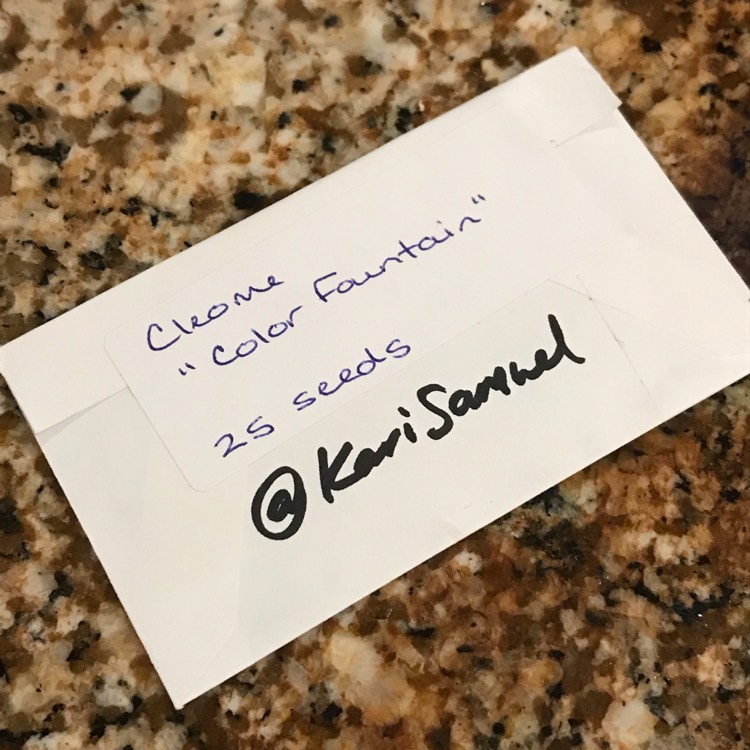 Cleome
"Color Fountain"
25 seeds
@KariSamuel